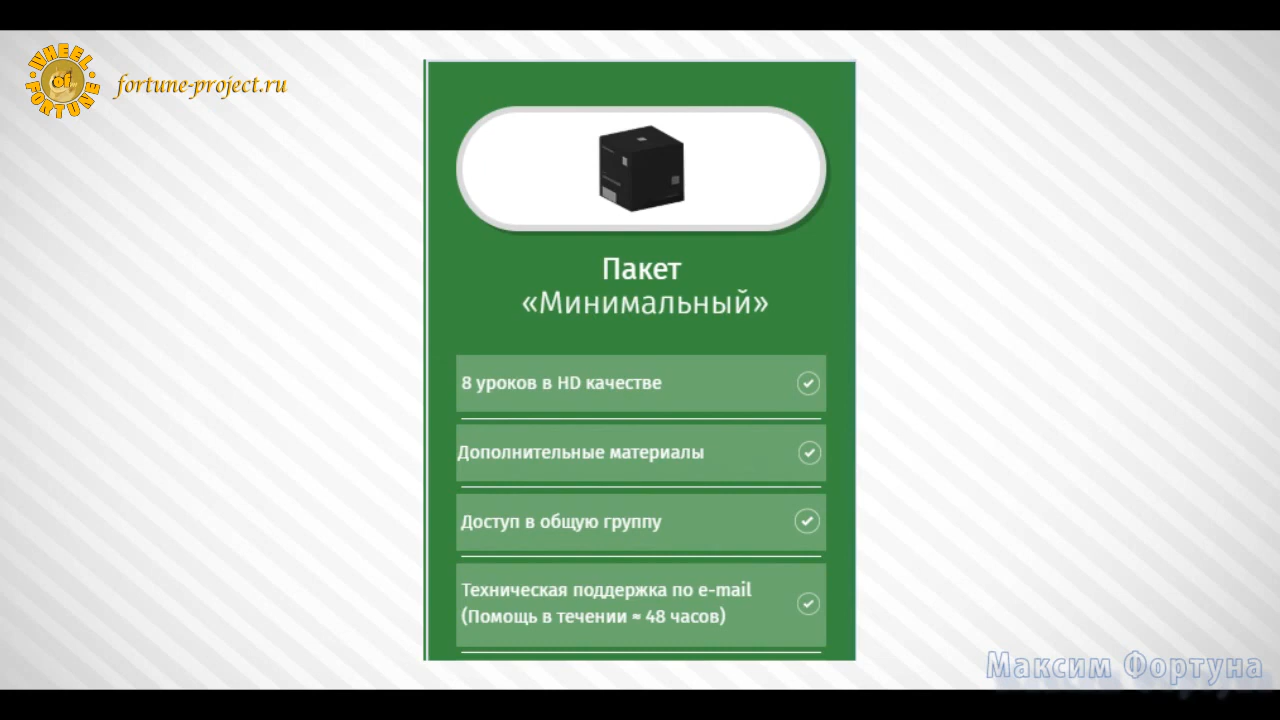 WHEEL of FORTUNE
fortune-project.ru
Пакет
«Минимальный»
8 уроков в HD качестве
Дополнительные материалы
Доступ в общую группу
Техническая поддержка по e-mail
(Помощь в течении ≈ 48 часов)
Максим Фортуна